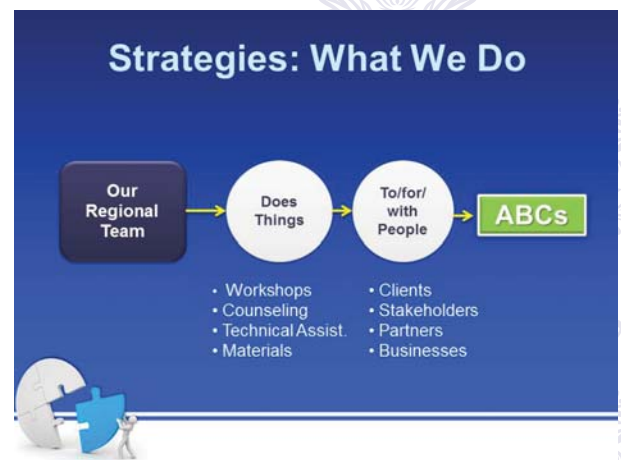 Strategies: What We Do
Our
Regional
Team
Does
Things
To/for/
with
People
ABCs
• Workshops
• Counseling
• Technical Assist.
• Materials
• Clients
• Stakeholders
• Partners
• Businesses